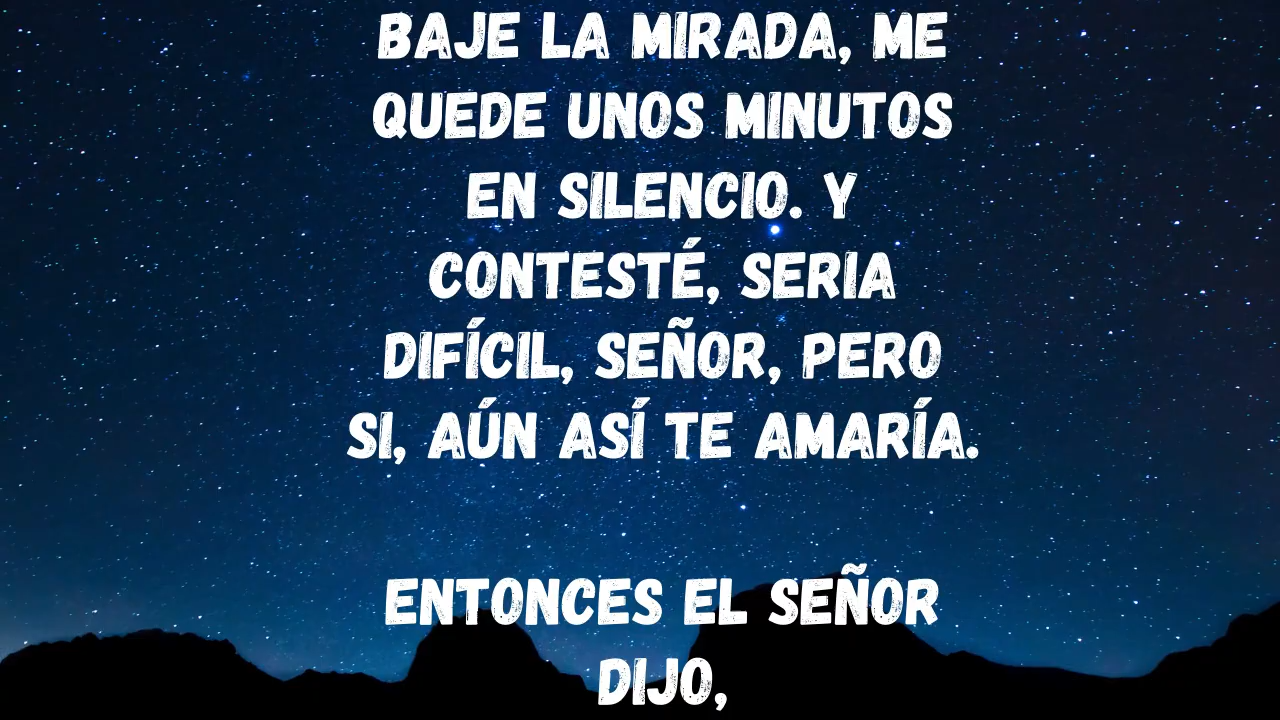 BAJE LA MIRADA, ME
QUEDE UNOS MINUTOS
EN SILENCIO. Y
CONTESTÉ, SERIA
DIFÍCIL, SEÑOR, PERO
SI, AÚN ASÍ TE AMARÍA.
ENTONCES EL SEÑOR
DIJO,